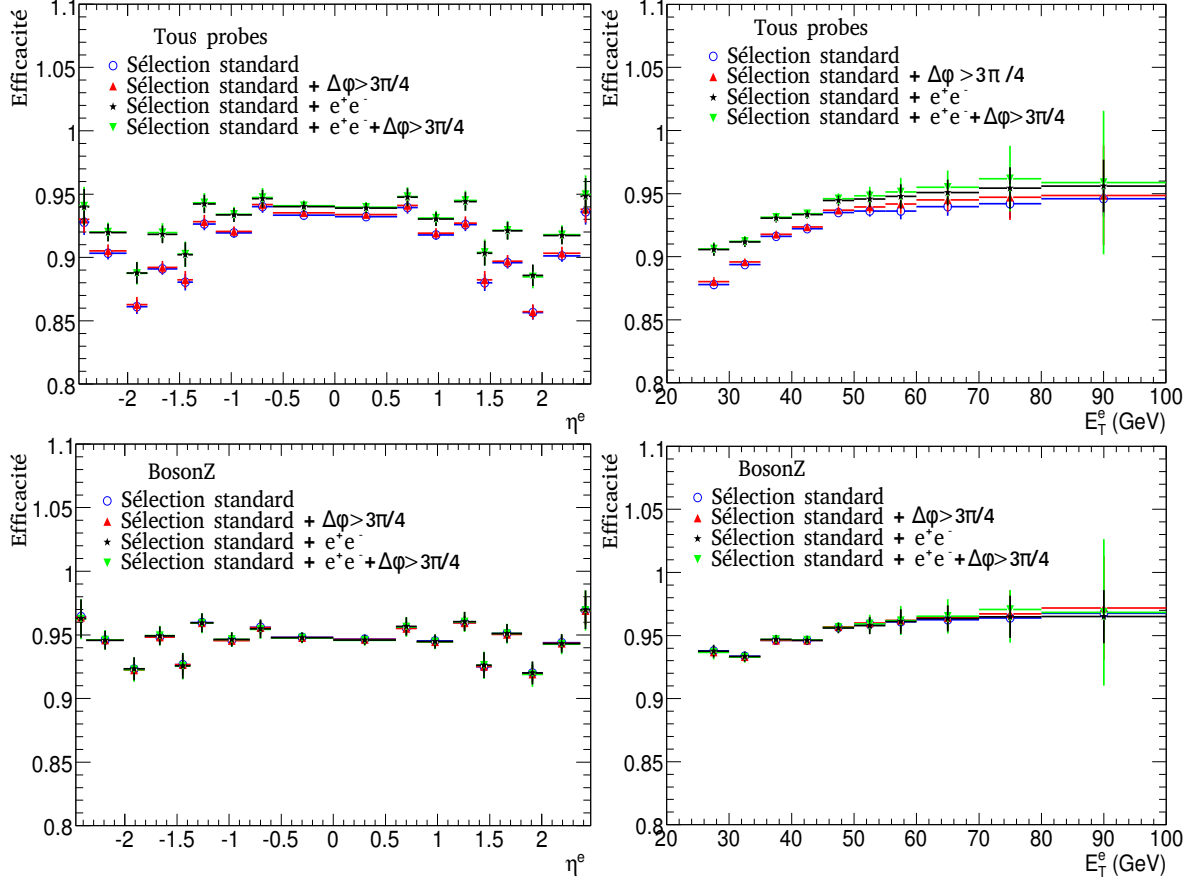 Efficacité
1.1
1.05
1
0.95
0.9
0.85
0.8
Tous probes
Sélection standard
Sélection standard + Δφ>3π/4
Sélection standard + e⁺e⁻
Sélection standard + e⁺e⁻+Δφ>3π/4
-2 -1.5 -1 -0.5 0 0.5 1 1.5 2
ηᵉ
Efficacité
1.1
1.05
1
0.95
0.9
0.85
0.8
Tous probes
Sélection standard
Sélection standard + Δφ >3π /4
Sélection standard + e⁺e⁻
Sélection standard + e⁺e⁻+Δφ>3π/4
20 30 40 50 60 70 80 90 100
E_T^e (GeV)
Efficacité
1.1
1.05
1
0.95
0.9
0.85
0.8
BosonZ
Sélection standard
Sélection standard + Δφ>3π/4
Sélection standard + e⁺e⁻
Sélection standard + e⁺e⁻+Δφ>3π/4
-2 -1.5 -1 -0.5 0 0.5 1 1.5 2
ηᵉ
Efficacité
1.1
1.05
1
0.95
0.9
0.85
0.8
BosonZ
Sélection standard
Sélection standard + Δφ>3π/4
Sélection standard + e⁺e⁻
Sélection standard + e⁺e⁻+Δφ>3π/4
20 30 40 50 60 70 80 90 100
E_T^e (GeV)